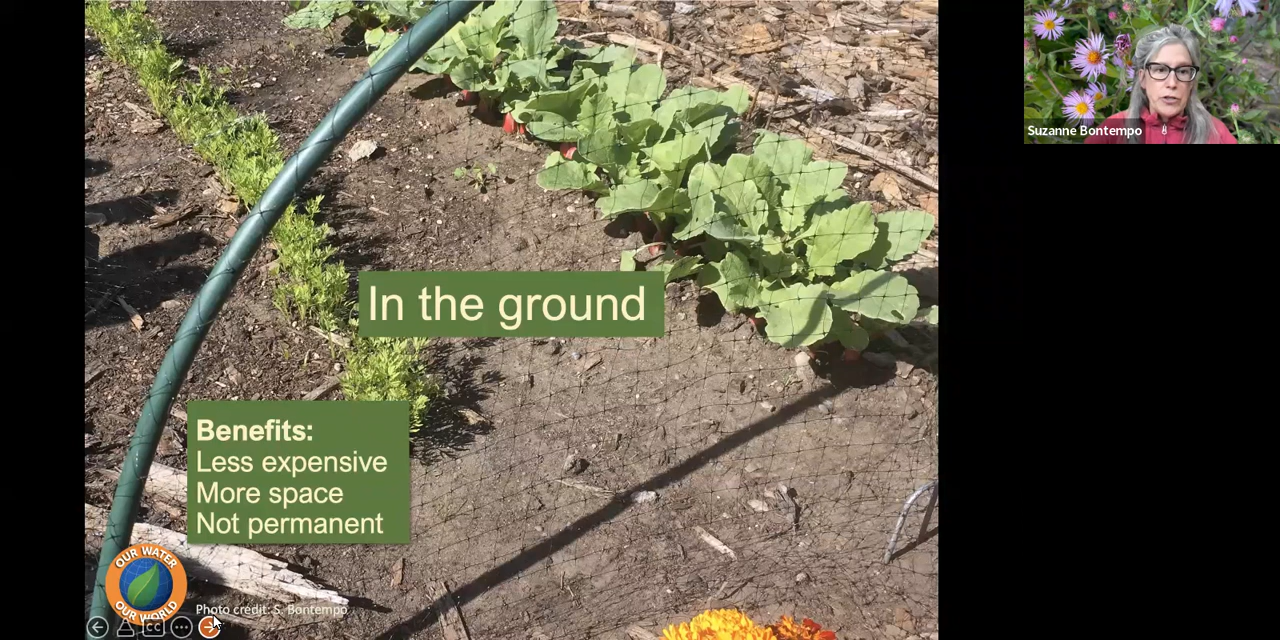 Suzanne Bontempo
In the ground
Benefits:
Less expensive
More space
Not permanent
OUR WATER
OUR WORLD
Photo credit: S. Bontempo
CC